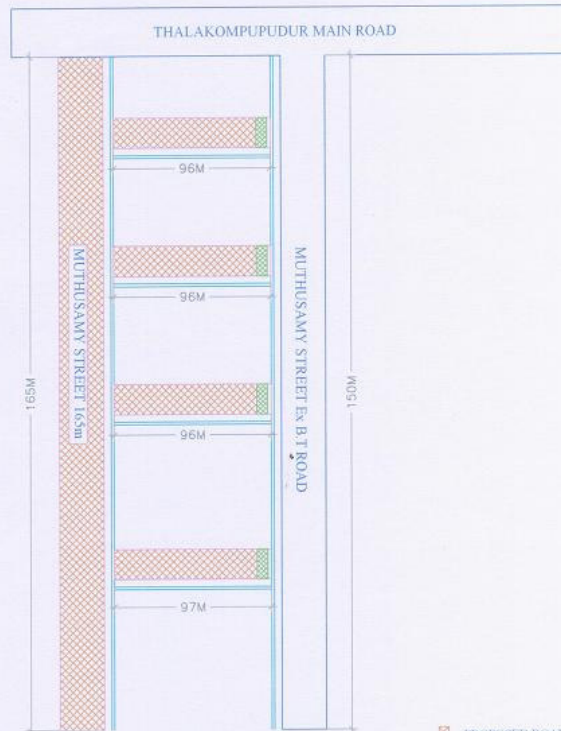 THALAKOMPUPUDUR MAIN ROAD
96M
96M
96M
97M
MUTHUSAMY STREET 165m
MUTHUSAMY STREET Ex B.T ROAD
165M
150M